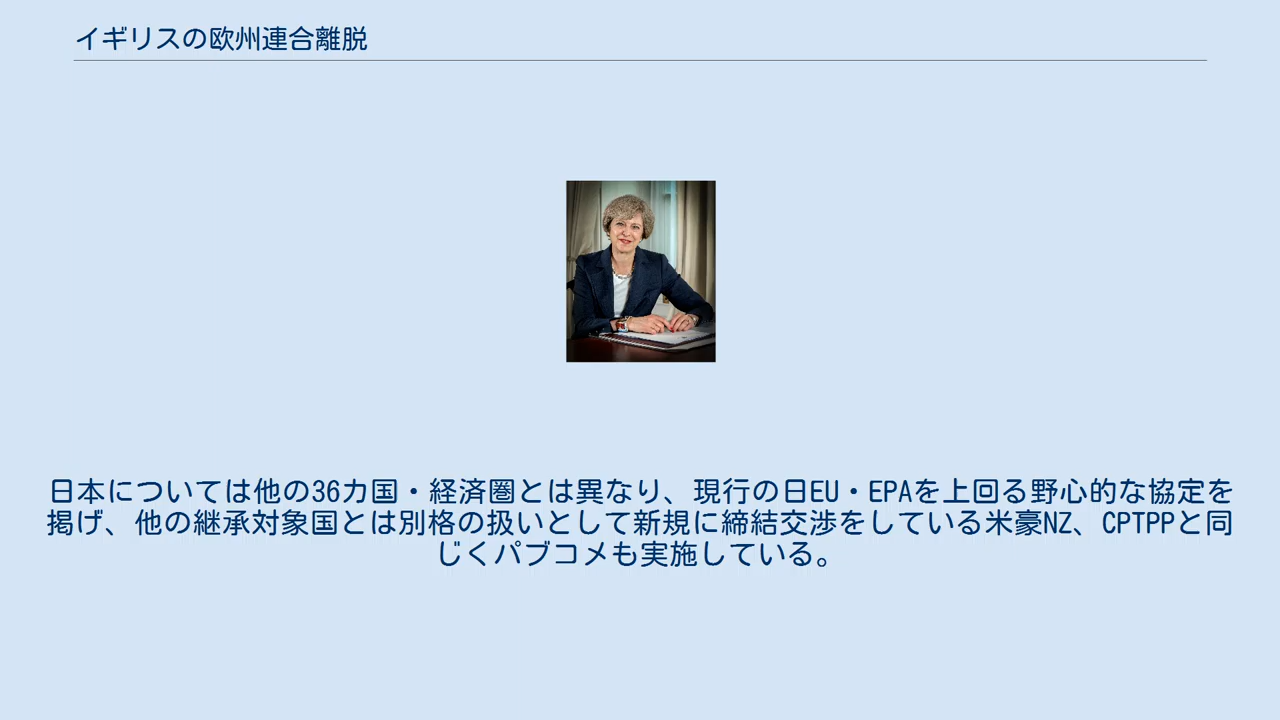 イギリスの欧州連合離脱
日本については他の36カ国・経済圏とは異なり、現行の日EU・EPAを上回る野心的な協定を
掲げ、他の継承対象国とは別格の扱いとして新規に締結交渉をしている米豪NZ、CPTPPと同
じくパブコメも実施している。